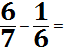 6/7 - 1/6 =